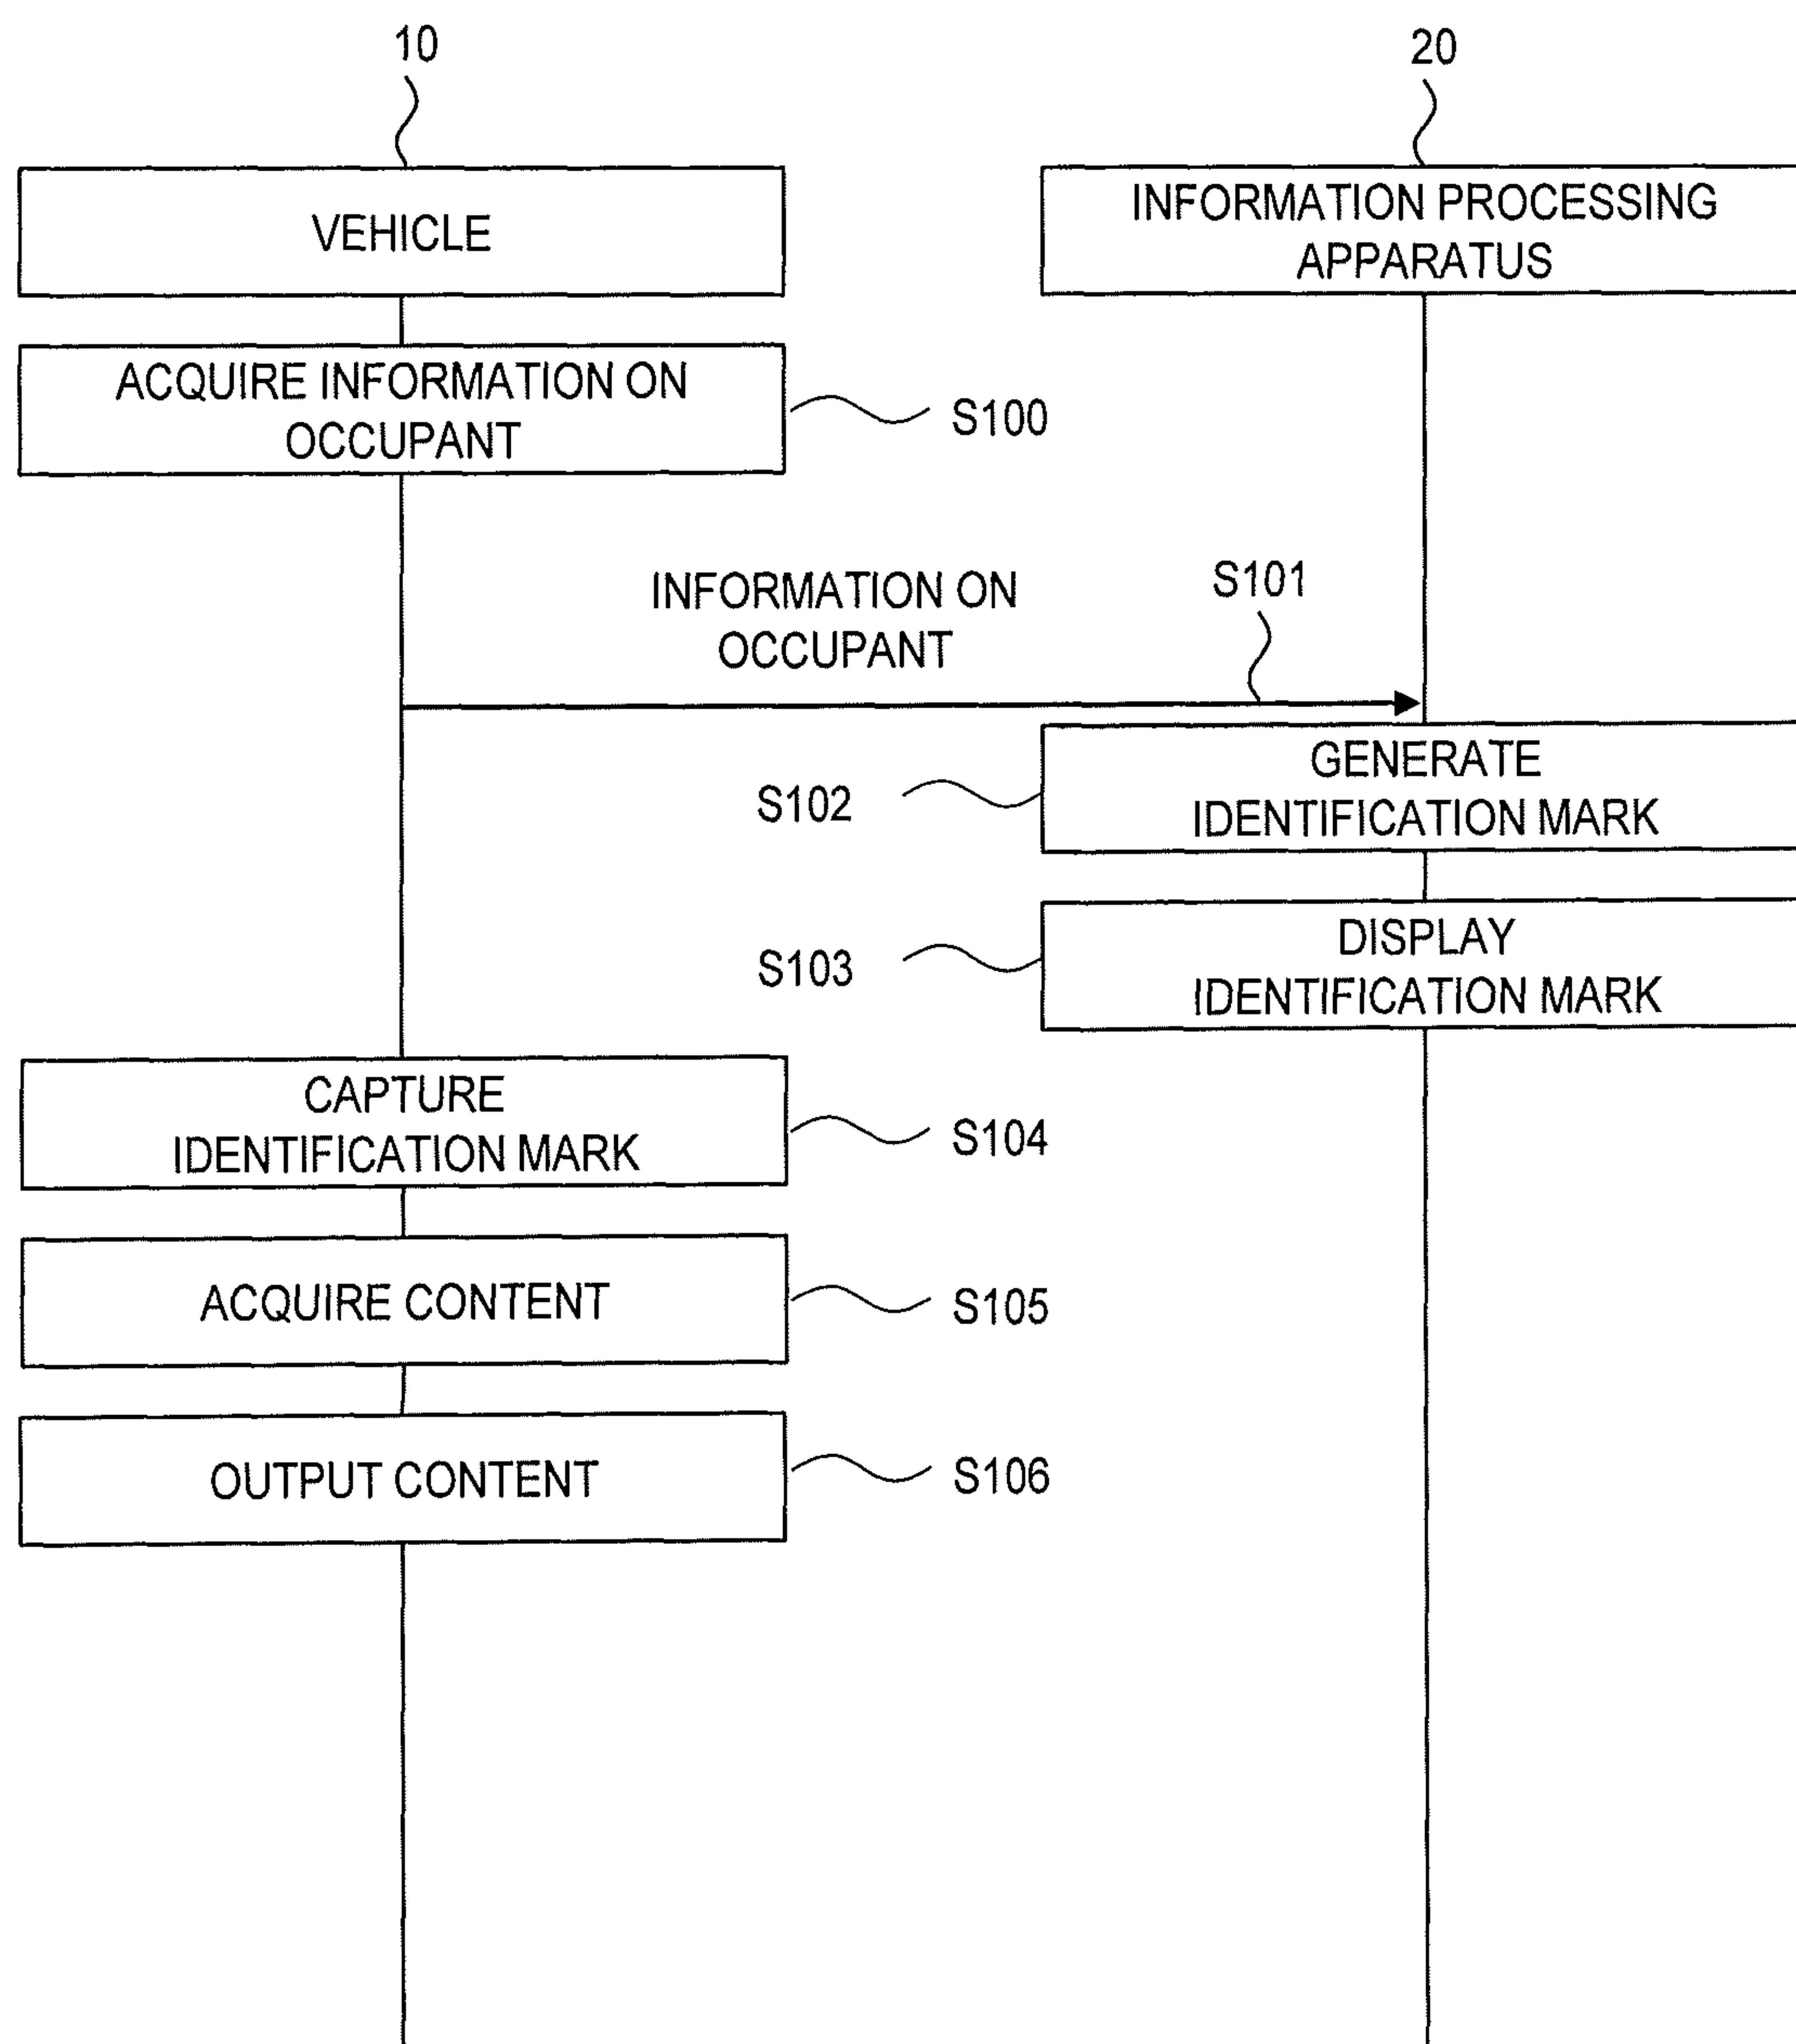 10
20
VEHICLE
INFORMATION PROCESSING
APPARATUS
ACQUIRE INFORMATION ON
OCCUPANT
S100
INFORMATION ON
OCCUPANT
S101
GENERATE
IDENTIFICATION MARK
S102
DISPLAY
IDENTIFICATION MARK
S103
CAPTURE
IDENTIFICATION MARK
S104
ACQUIRE CONTENT
S105
OUTPUT CONTENT
S106